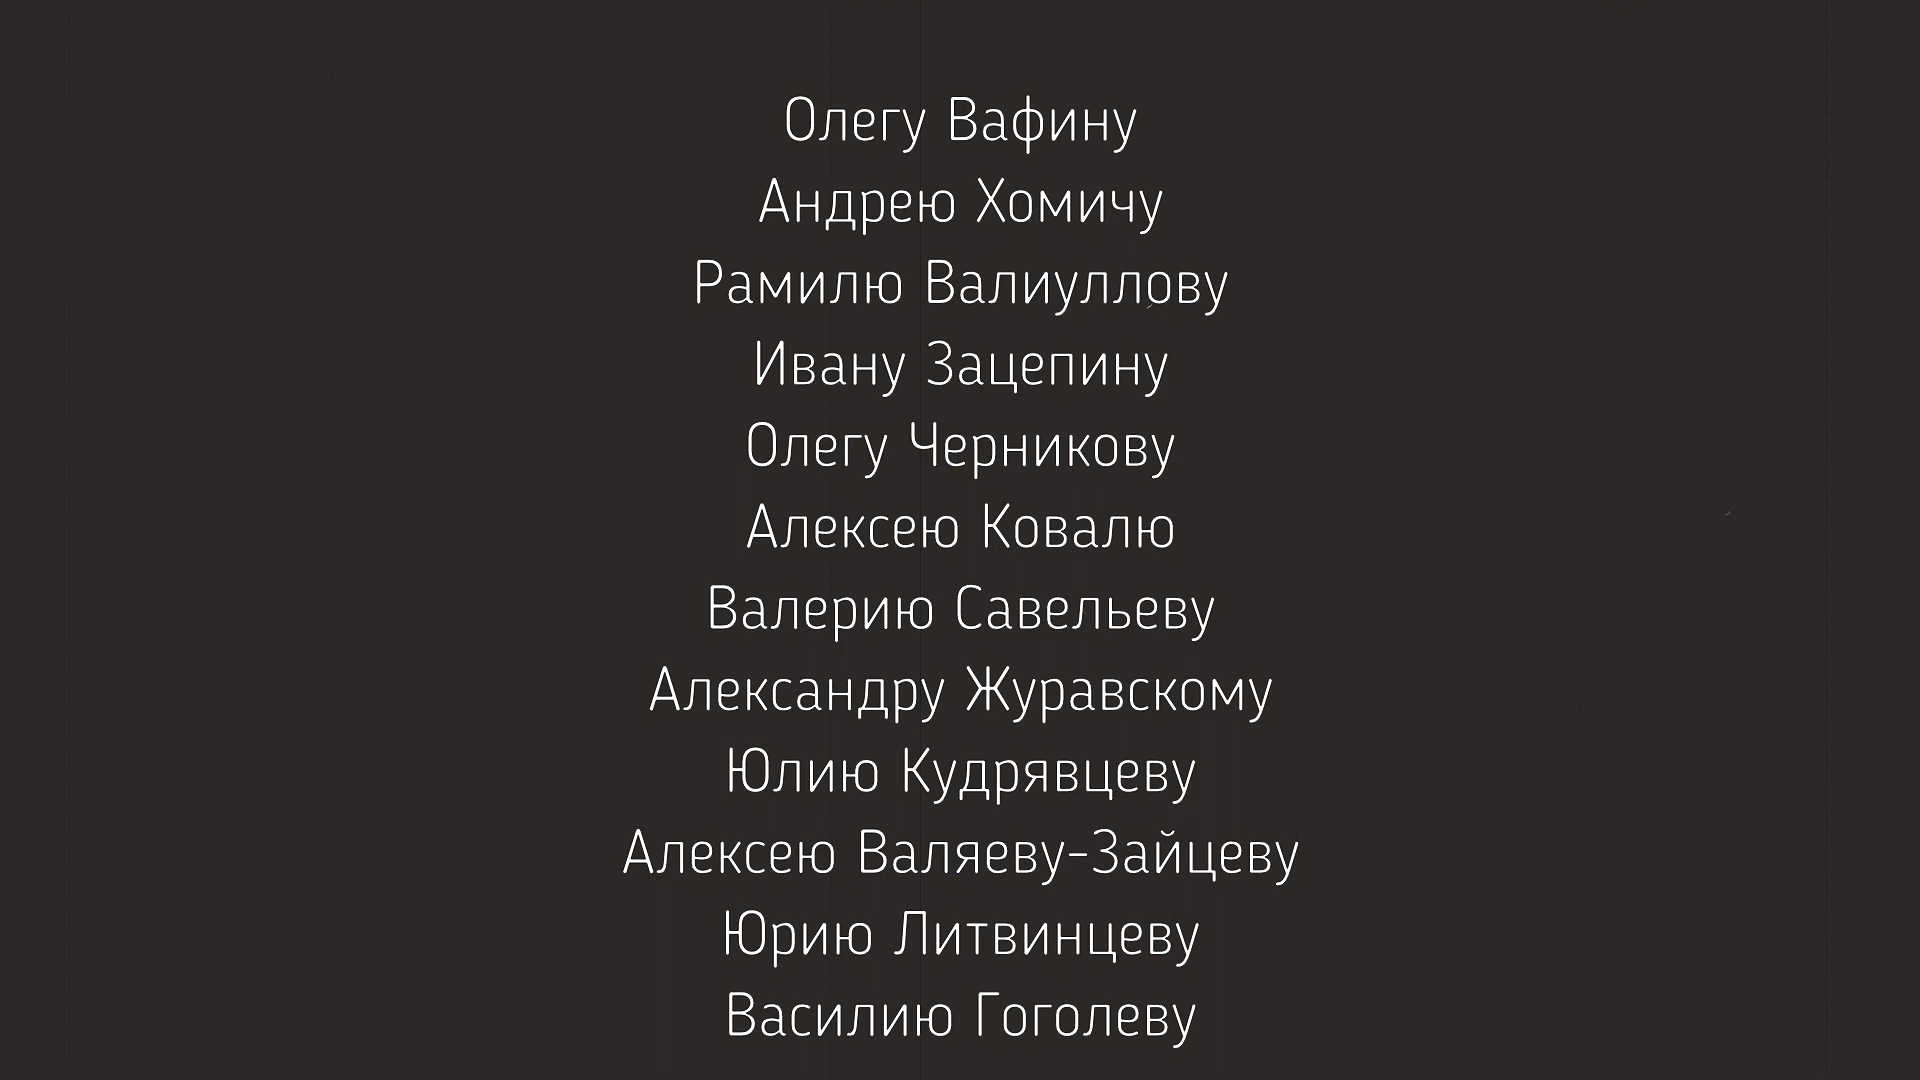 Олегу Вафину
Андрею Хомичу
Рамилю Валиуллову
Ивану Зацепину
Олегу Черникову
Алексею Ковалю
Валерию Савельеву
Александру Журавскому
Юлию Кудрявцеву
Алексею Валяеву-Зайцеву
Юрию Литвинцеву
Василию Гоголеву